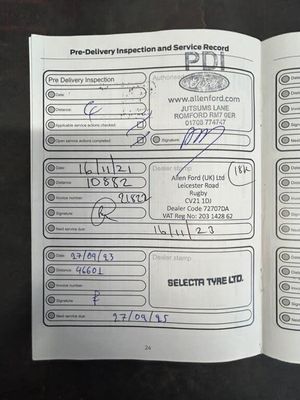 Pre-Delivery Inspection and Service Record
PDI
Pre Delivery Inspection
Date:
Distance:
Applicable service actions checked
Open service actions completed
www.allenford.com
JUTSUMS LANE
ROMFORD RM7 0ER
01708 774747
Signature:
Date: 16/11/21
Distance: 10882
Invoice number: 21822
Signature:
Next service due: 16/11/23
Dealer stamp
18K
Allen Ford (UK) Ltd
Leicester Road
Rugby
CV21 1DJ
Dealer Code 72707DA
VAT Reg No: 203 1428 62
Date: 27/09/23
Distance: 46601
Invoice number:
Signature:
Next service due: 27/09/25
Dealer stamp
SELECTA TYRE LTD.
24